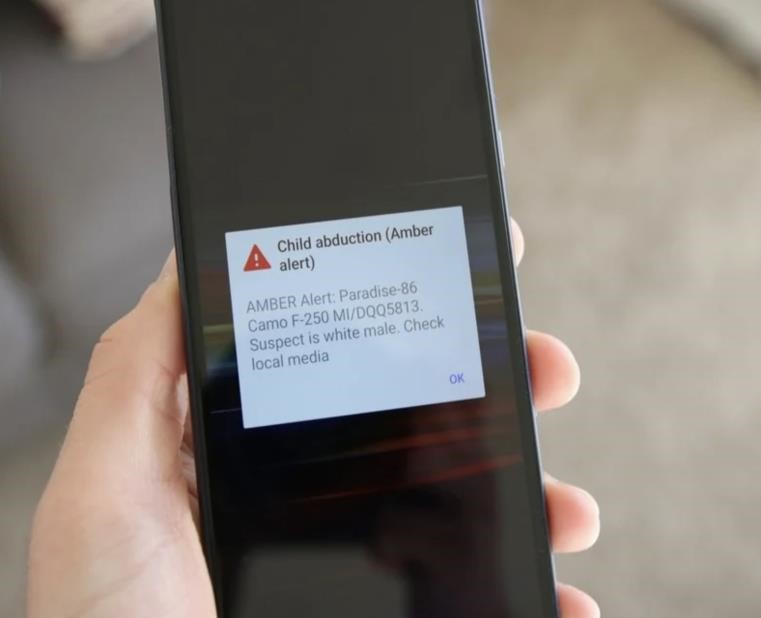 Child abduction (Amber
alert)
AMBER Alert: Paradise-86
Camo F-250 MI/DQQ5813.
Suspect is white male. Check
local media
OK